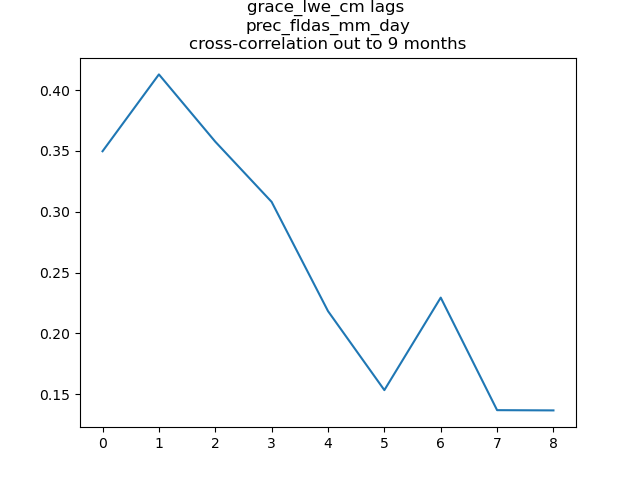 grace_lwe_cm lags
prec_fldas_mm_day
cross-correlation out to 9 months
0.40
0.35
0.30
0.25
0.20
0.15
0 1 2 3 4 5 6 7 8